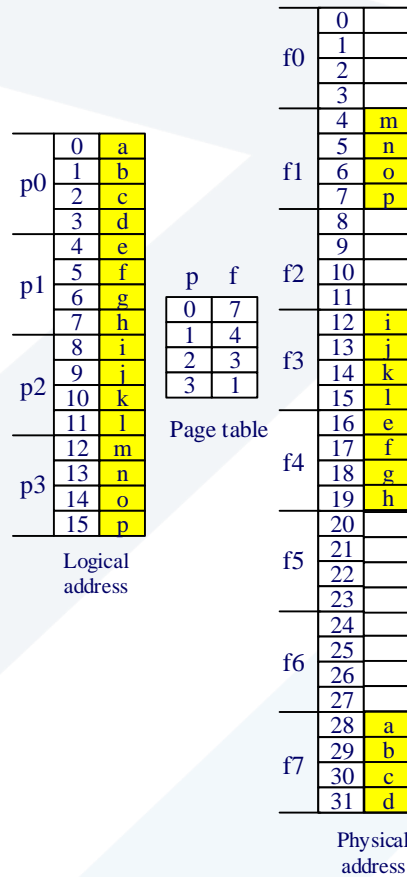 p0
0 a
1 b
2 c
3 d
p1
4 e
5 f
6 g
7 h
p2
8 i
9 j
10 k
11 l
p3
12 m
13 n
14 o
15 p
Logical
address
p f
0 7
1 4
2 3
3 1
Page table
f0
0
1
2
3
f1
4 m
5 n
6 o
7 p
f2
8
9
10
11
f3
12 i
13 j
14 k
15 l
f4
16 e
17 f
18 g
19 h
f5
20
21
22
23
f6
24
25
26
27
f7
28 a
29 b
30 c
31 d
Physical
address